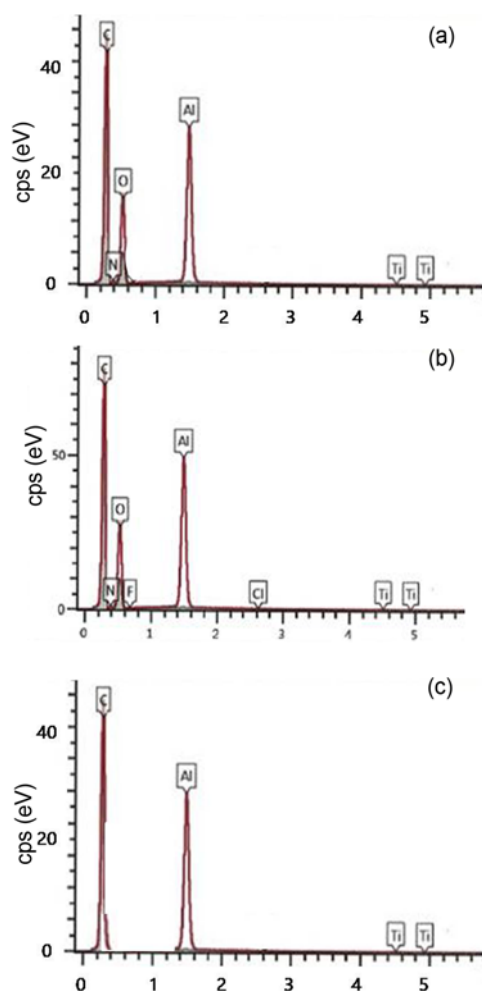 (a)
C
40
Al
cps (eV)
20
O
N
Ti Ti
0
0 1 2 3 4 5
(b)
C
Al
cps (eV)
50
O
N F Cl Ti Ti
0
0 1 2 3 4 5
(c)
C
40
Al
cps (eV)
20
Ti Ti
0
0 1 2 3 4 5